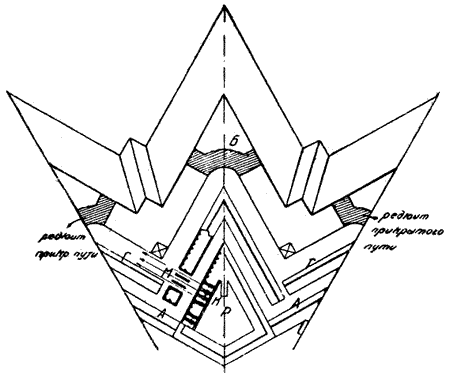 Б
редюит
прикр пути
редюит
прикрытого
пути
Г
М
Г
А
Н
Р
А